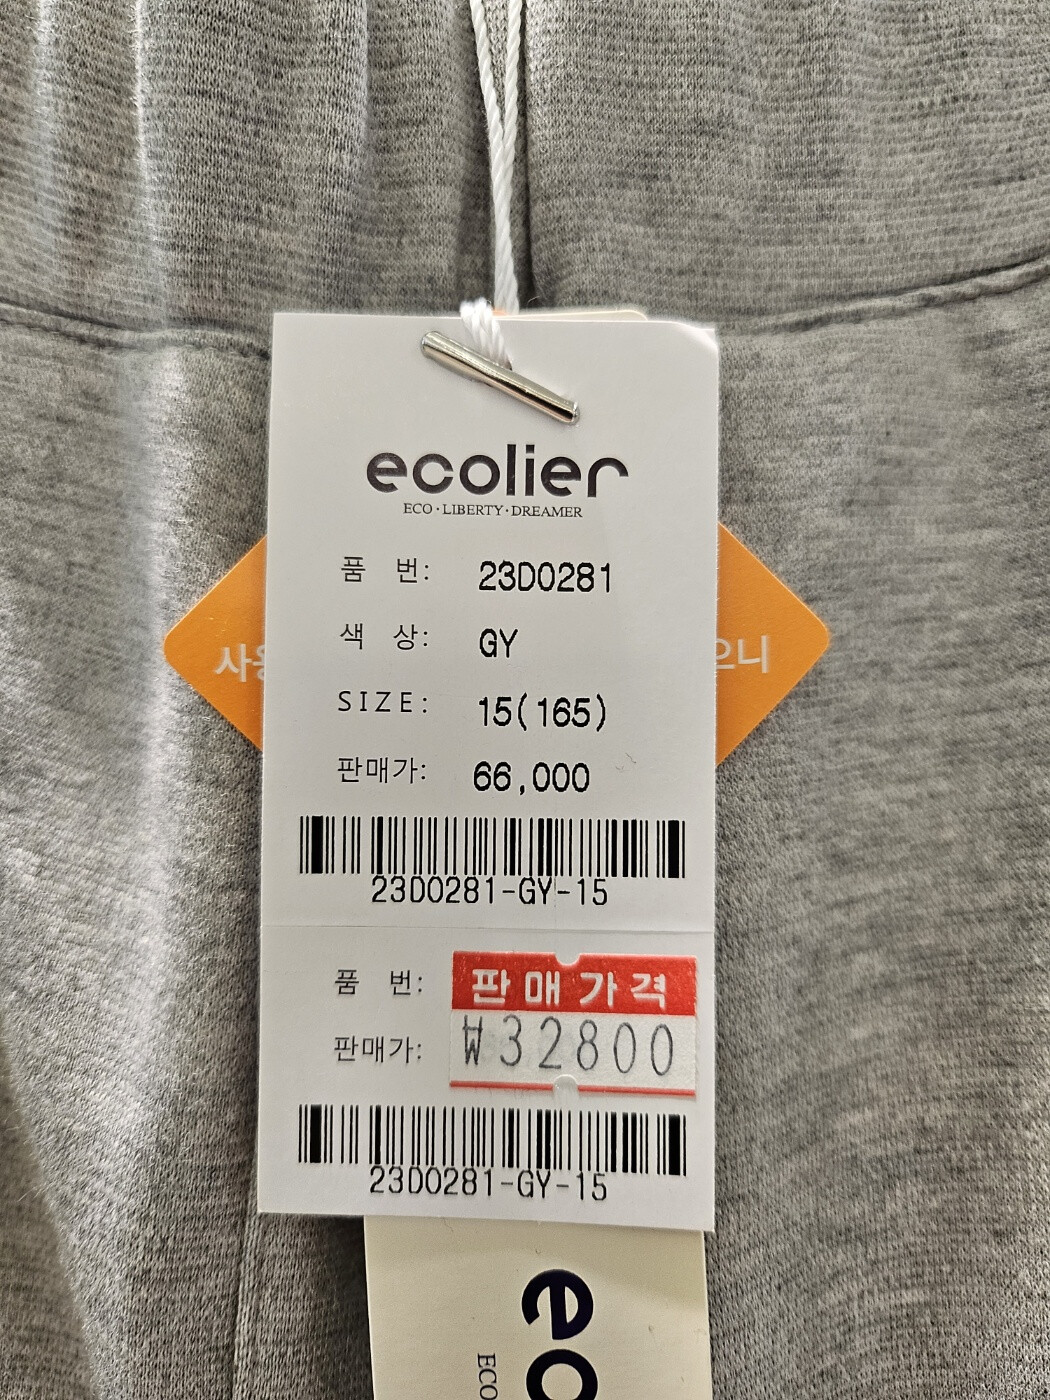 ecolier
ECO·LIBERTY·DREAMER
품 번: 23D0281
색 상: GY
SIZE: 15(165)
판매가: 66,000
23D0281-GY-15
품 번:
판매가격
판매가: ₩32800
23D0281-GY-15
ECO